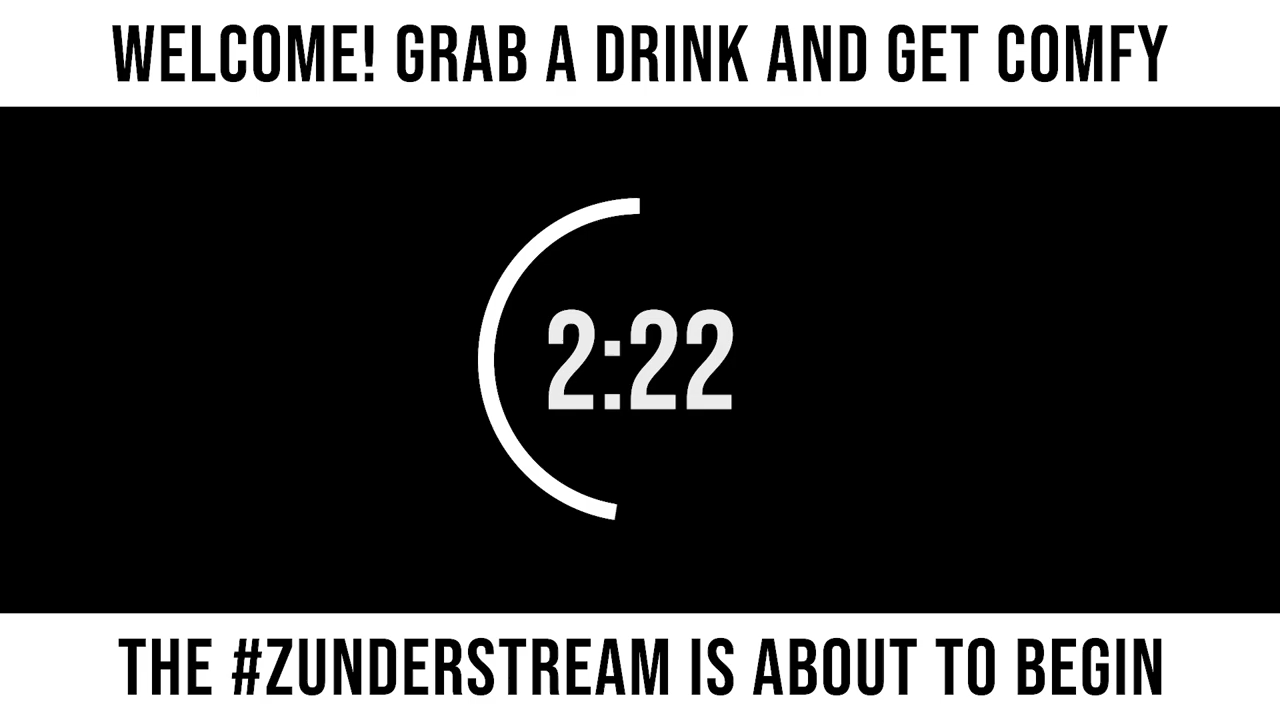 WELCOME! GRAB A DRINK AND GET COMFY
2:22
THE #ZUNDERSTREAM IS ABOUT TO BEGIN